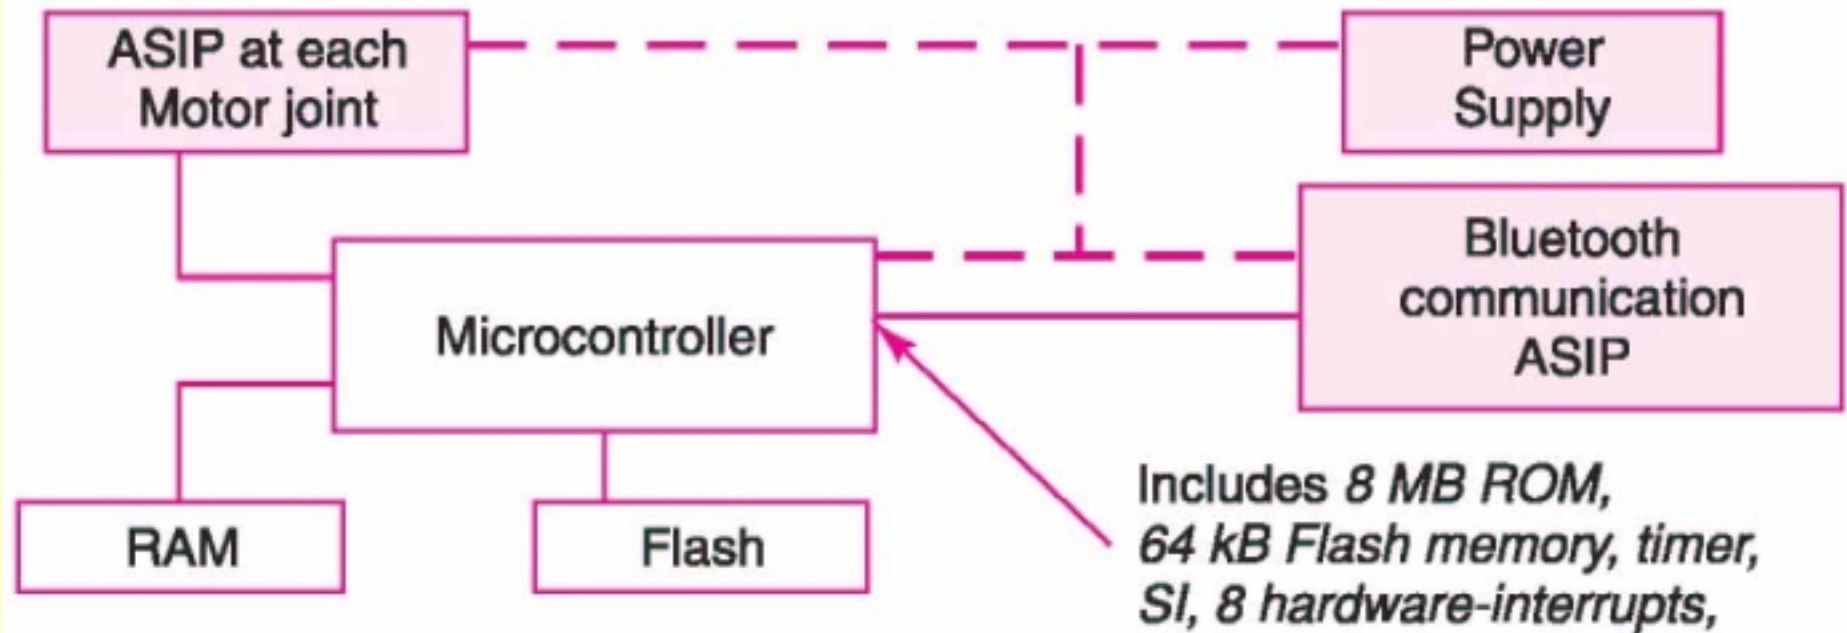 ASIP at each
Motor joint
Power
Supply
Bluetooth
communication
ASIP
Microcontroller
RAM
Flash
Includes 8 MB ROM,
64 kB Flash memory, timer,
SI, 8 hardware-interrupts,